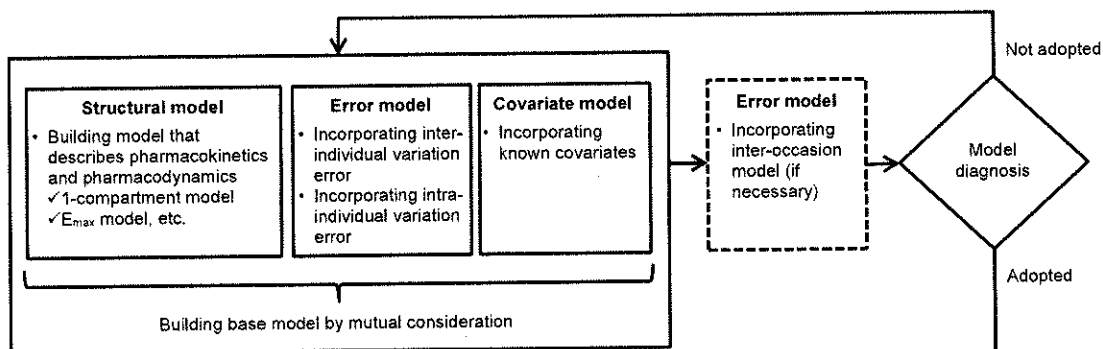 Not adopted
Structural model
• Building model that
describes pharmacokinetics
and pharmacodynamics
✓1-compartment model
✓Emax model, etc.
Error model
• Incorporating inter-
individual variation
error
• Incorporating intra-
individual variation
error
Covariate model
• Incorporating
known covariates
Error model
• Incorporating
inter-occasion
model (if
necessary)
Model
diagnosis
Adopted
Building base model by mutual consideration